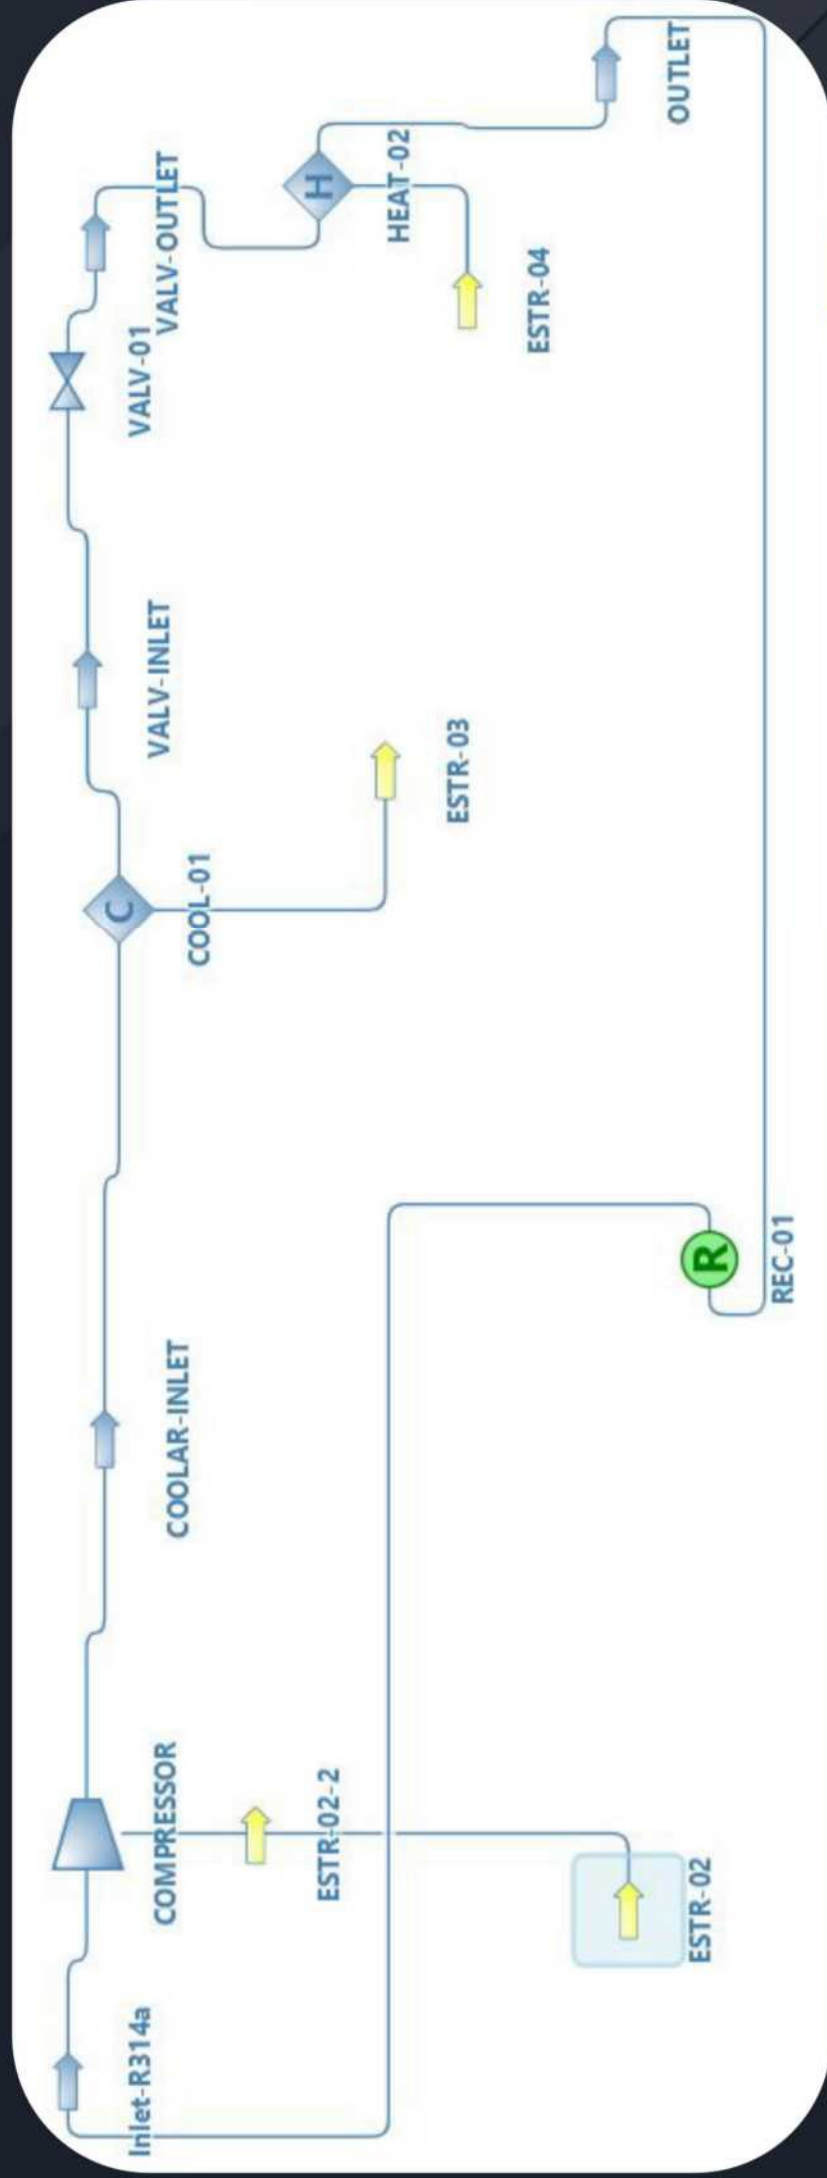 Inlet-R314a
COMPRESSOR
ESTR-02-2
ESTR-02
COOLAR-INLET
COOL-01
ESTR-03
VALV-INLET
VALV-01
VALV-OUTLET
H
HEAT-02
ESTR-04
OUTLET
C
R
REC-01